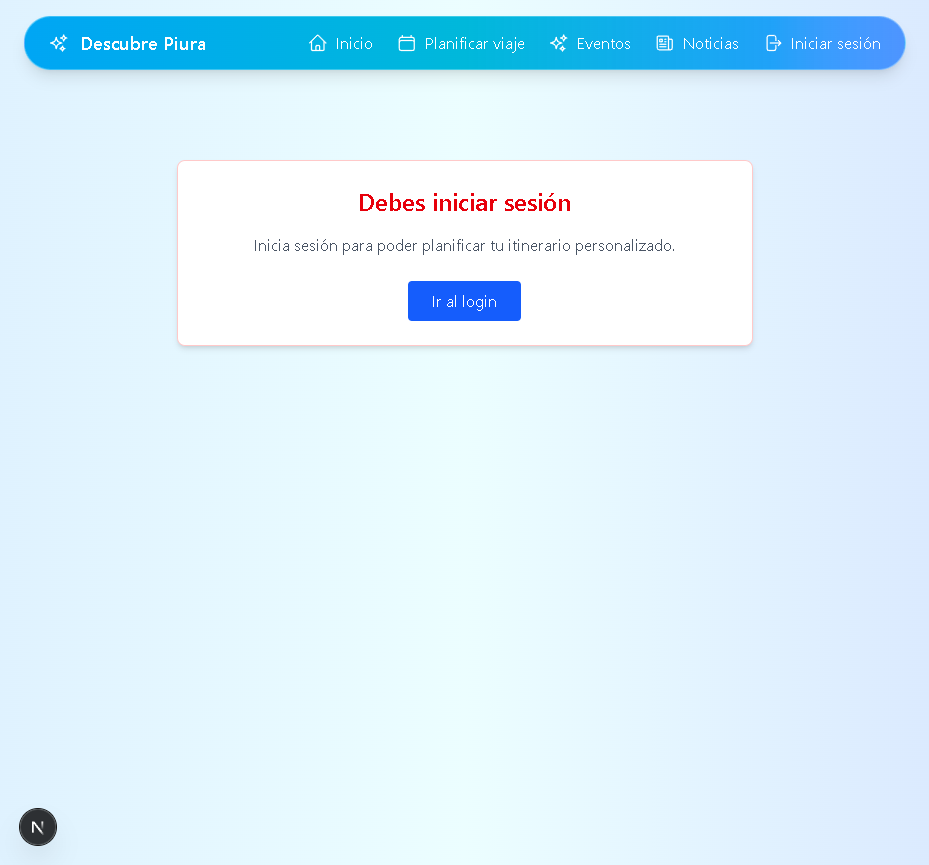 Descubre Piura Inicio Planificar viaje Eventos Noticias Iniciar sesión
Debes iniciar sesión
Inicia sesión para poder planificar tu itinerario personalizado.
Ir al login
N